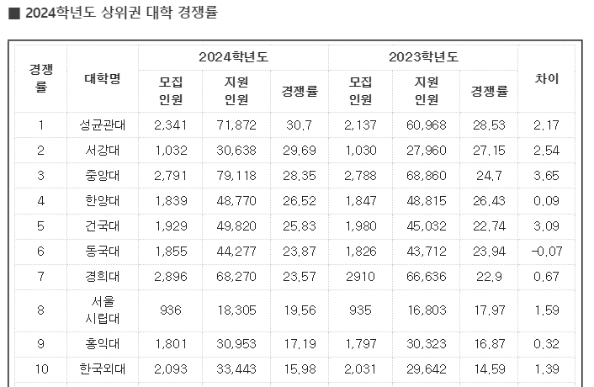 ■ 2024학년도 상위권 대학 경쟁률
경쟁률 대학명 2024학년도 2023학년도 차이
모집인원 지원인원 경쟁률 모집인원 지원인원 경쟁률
1 성균관대 2,341 71,872 30.7 2,137 60,968 28.53 2.17
2 서강대 1,032 30,638 29.69 1,030 27,960 27.15 2.54
3 중앙대 2,791 79,118 28.35 2,788 68,860 24.7 3.65
4 한양대 1,839 48,770 26.52 1,847 48,815 26.43 0.09
5 건국대 1,929 49,820 25.83 1,980 45,032 22.74 3.09
6 동국대 1,855 44,277 23.87 1,826 43,712 23.94 -0.07
7 경희대 2,896 68,270 23.57 2910 66,636 22.9 0.67
8 서울시립대 936 18,305 19.56 935 16,803 17.97 1.59
9 홍익대 1,801 30,953 17.19 1,797 30,323 16.87 0.32
10 한국외대 2,093 33,443 15.98 2,031 29,642 14.59 1.39